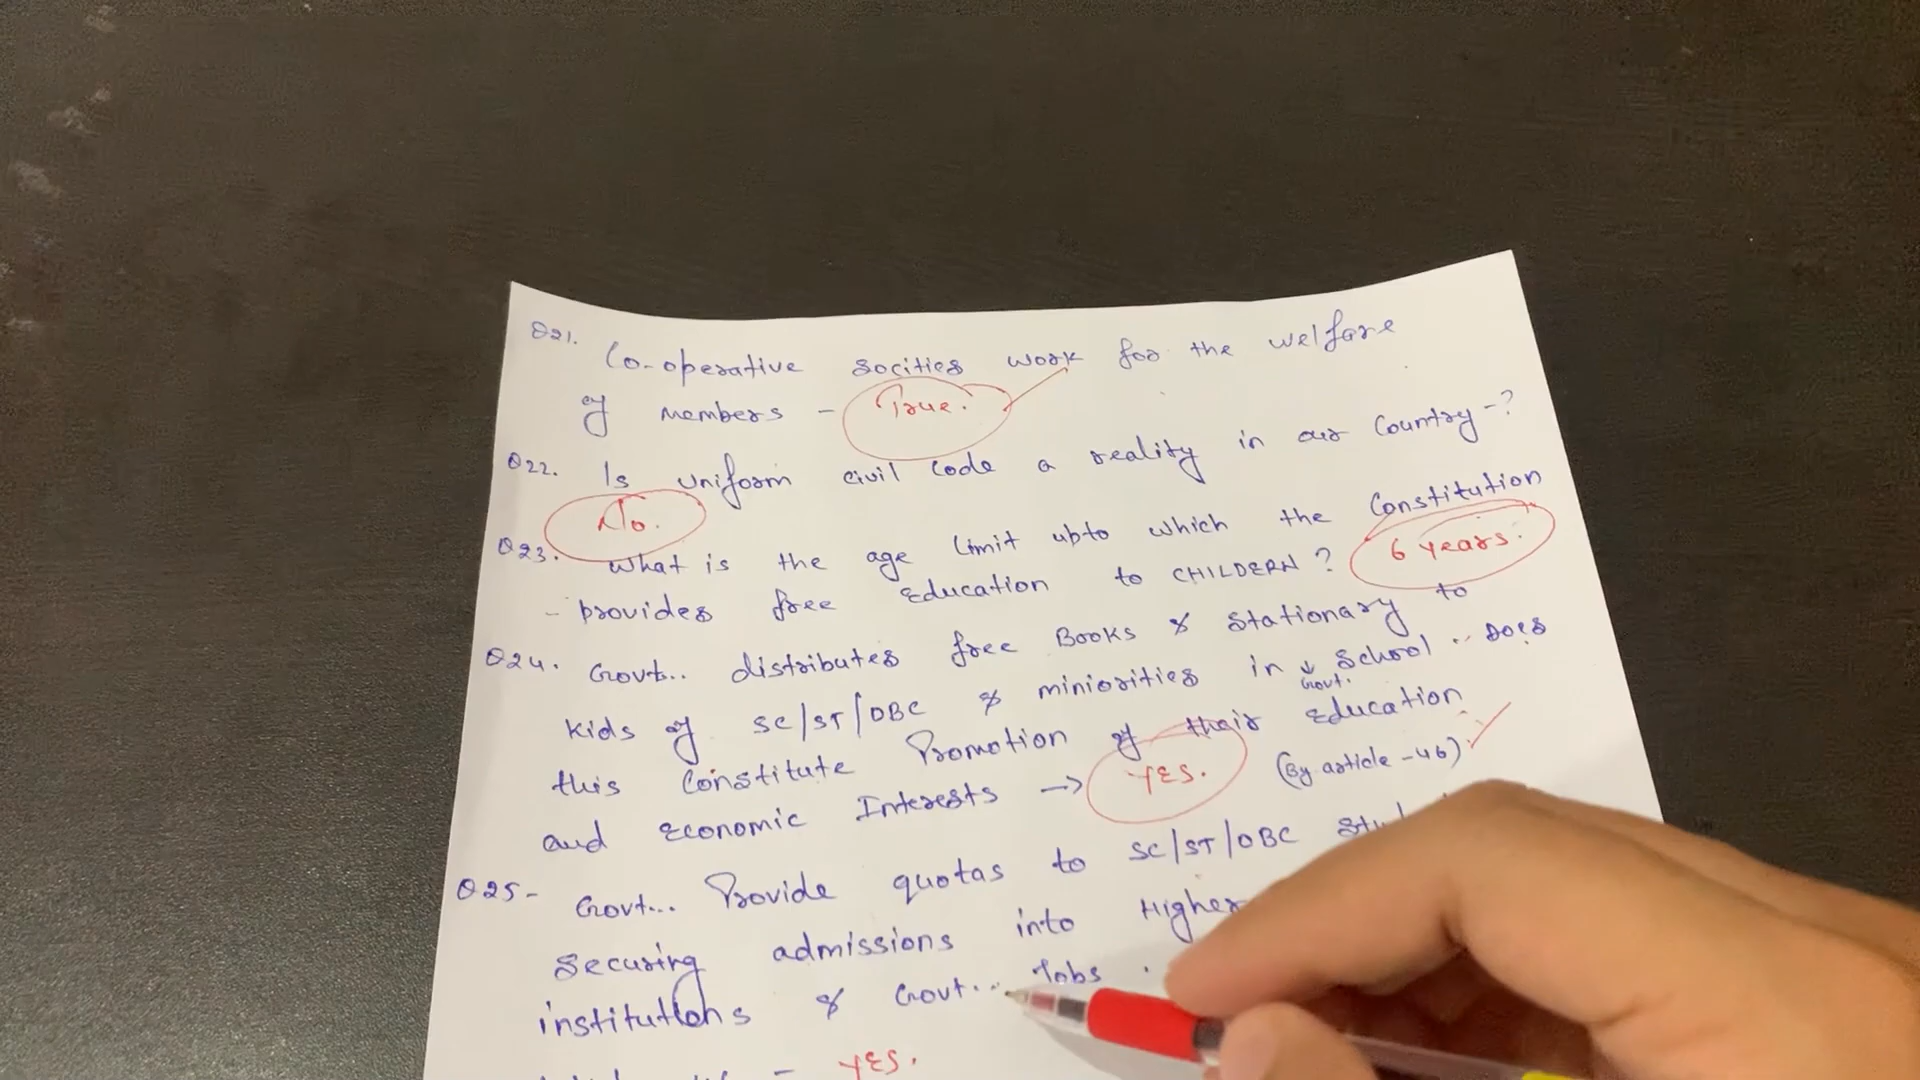 Q21. Co-operative socities work for the welfare
of members - True.
Q22. Is uniform civil code a reality in our country - ?
No.
Q23. What is the age limit upto which the Constitution
- provides free Education to CHILDERN ? 6 years.
Q24. Govt.. distributes free Books & Stationary to
kids of SC/ST/OBC & miniorities in Govt. School .. Does
this Constitute Promotion of their Education
and Economic Interests → YES. (By article - 46).
Q25- Govt... Provide quotas to SC/ST/OBC
securing admissions into Higher
institutions & Govt... Jobs .
- YES.